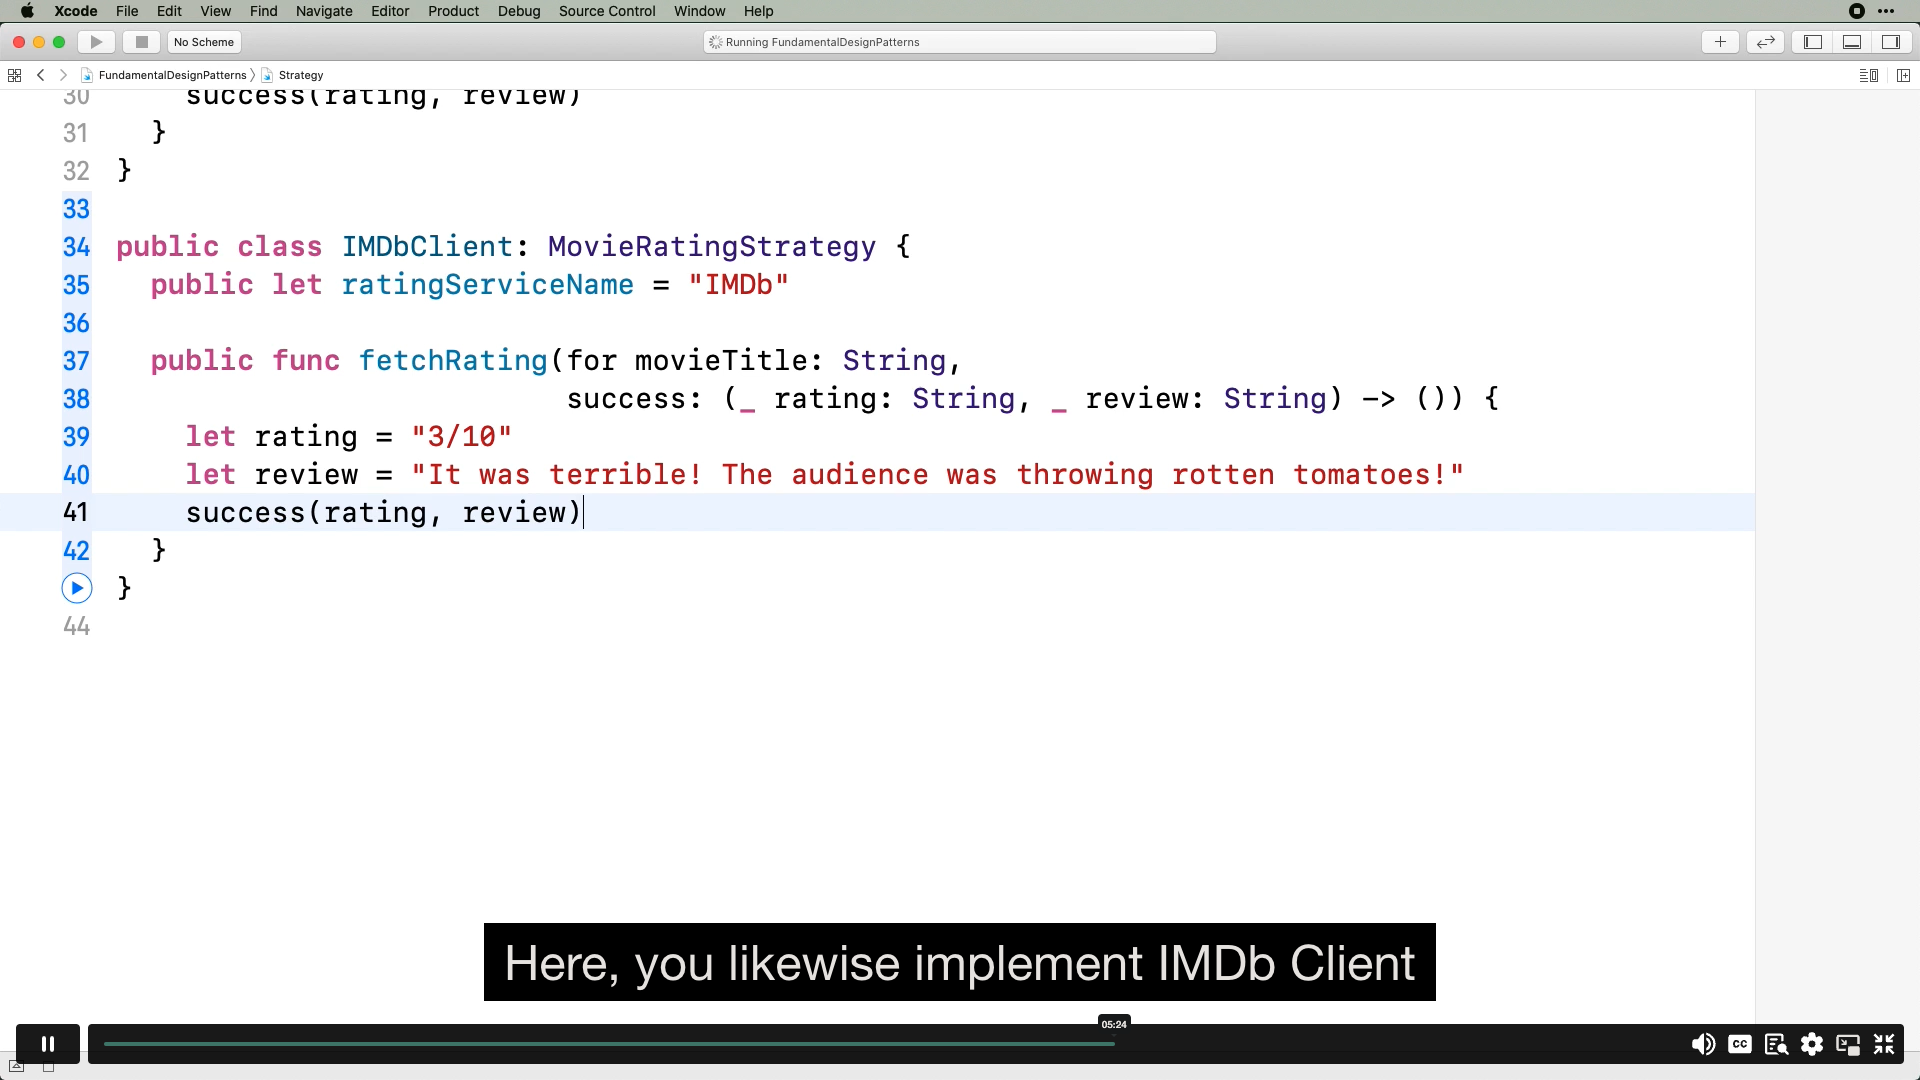 Xcode File Edit View Find Navigate Editor Product Debug Source Control Window Help
No Scheme
Running FundamentalDesignPatterns
FundamentalDesignPatterns 〉 Strategy
30 success(rating, review)
31 }
32 }
33
34 public class IMDbClient: MovieRatingStrategy {
35 public let ratingServiceName = "IMDb"
36
37 public func fetchRating(for movieTitle: String,
38 success: (_ rating: String, _ review: String) -> ()) {
39 let rating = "3/10"
40 let review = "It was terrible! The audience was throwing rotten tomatoes!"
41 success(rating, review)
42 }
}
44
Here, you likewise implement IMDb Client
05:24
CC